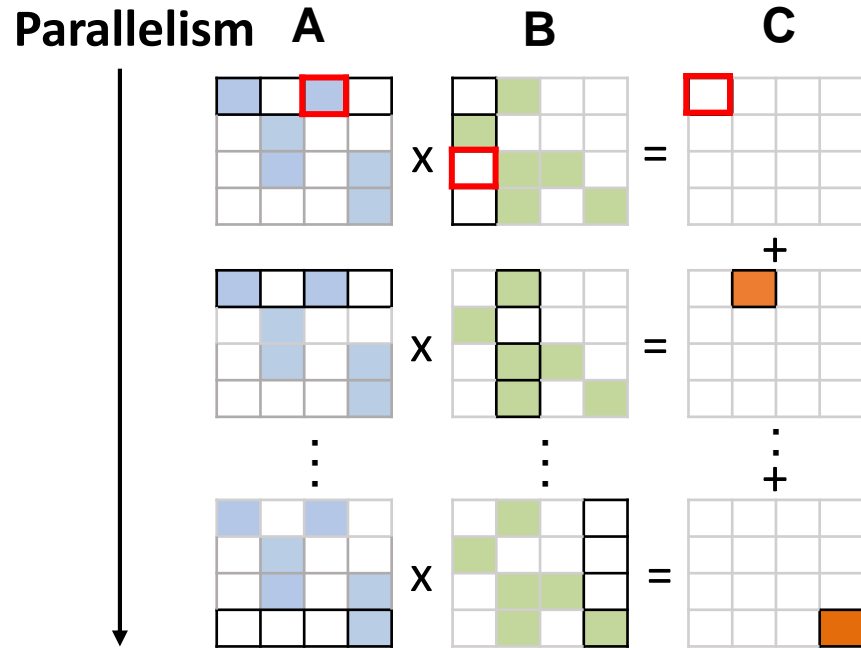 Parallelism A B C
x =
+
x =
⋮ ⋮ ⋮
+
x =